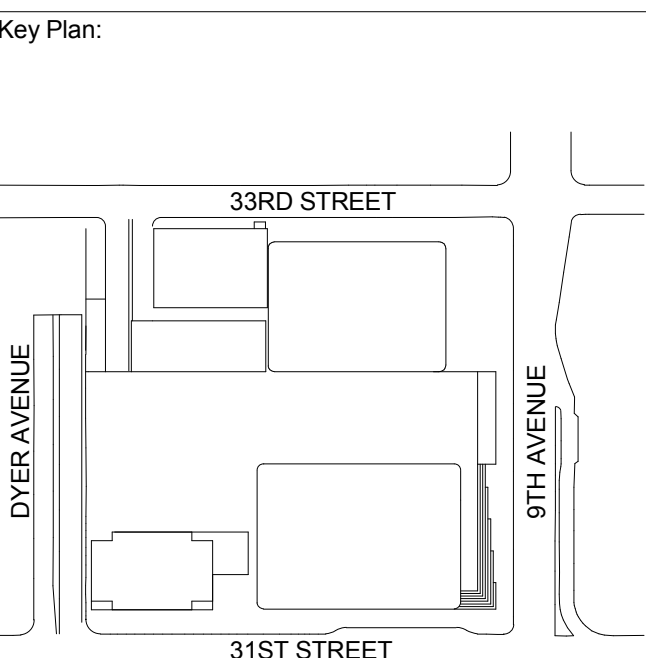 Key Plan:
33RD STREET
DYER AVENUE
9TH AVENUE
31ST STREET